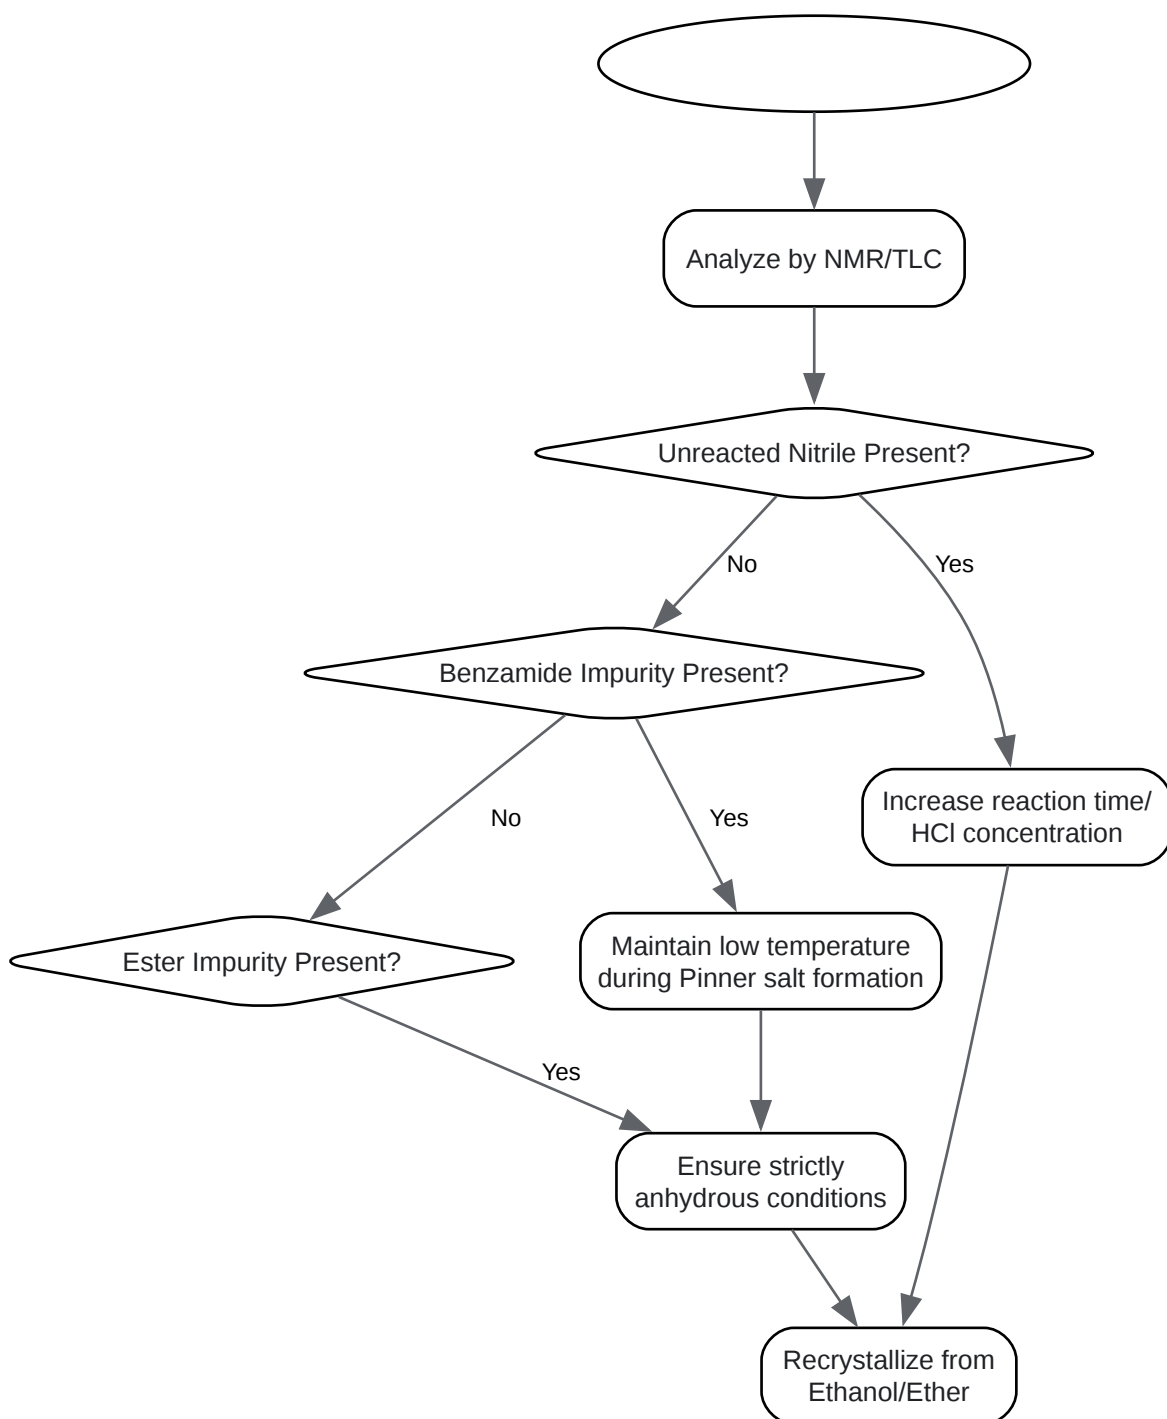 Analyze by NMR/TLC
Unreacted Nitrile Present?
No
Yes
Benzamide Impurity Present?
Increase reaction time/
HCl concentration
No
Yes
Ester Impurity Present?
Maintain low temperature
during Pinner salt formation
Yes
Ensure strictly
anhydrous conditions
Recrystallize from
Ethanol/Ether